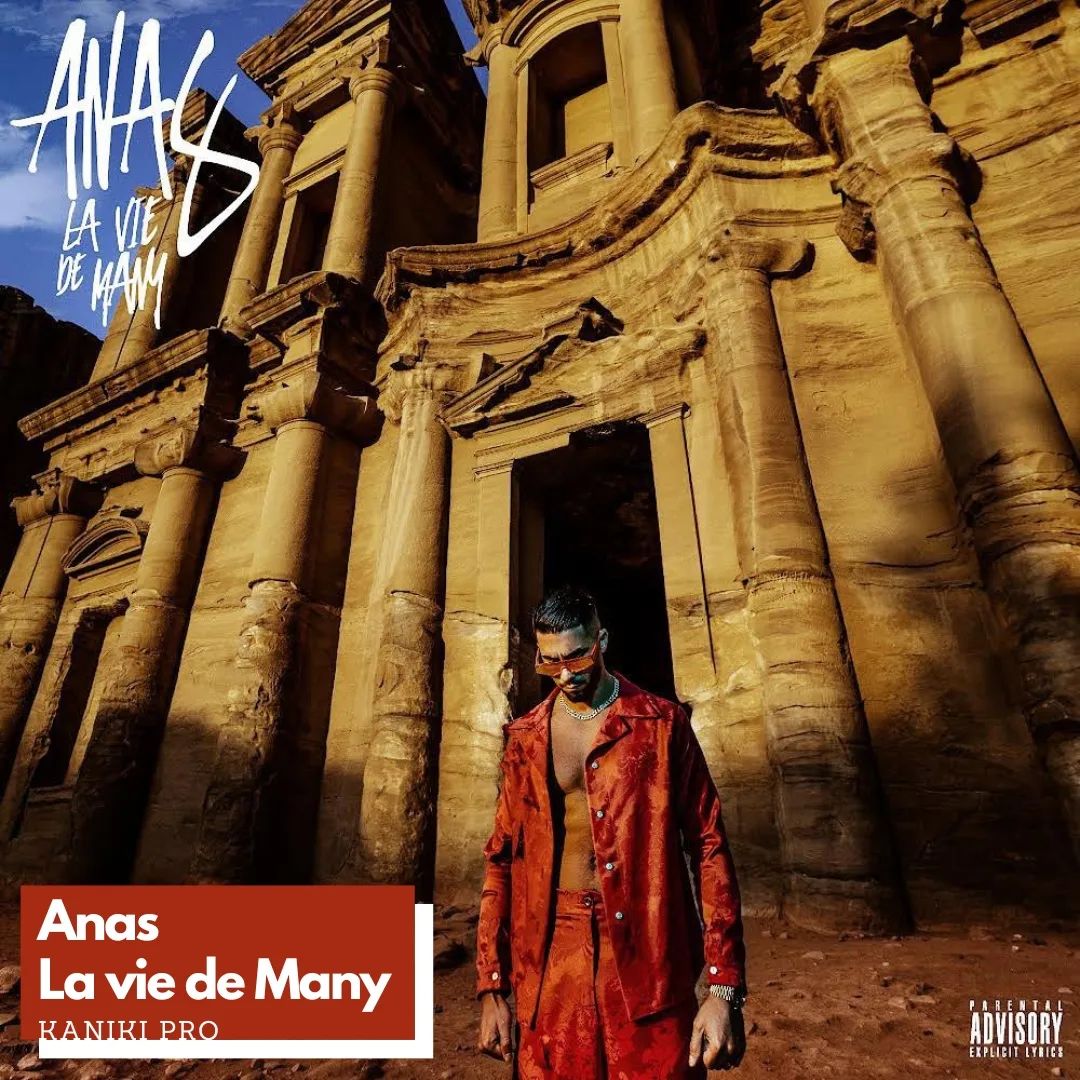 ANAS
LA VIE
DE MANY
Anas
La vie de Many
KANIKI PRO
PARENTAL
ADVISORY
EXPLICIT LYRICS